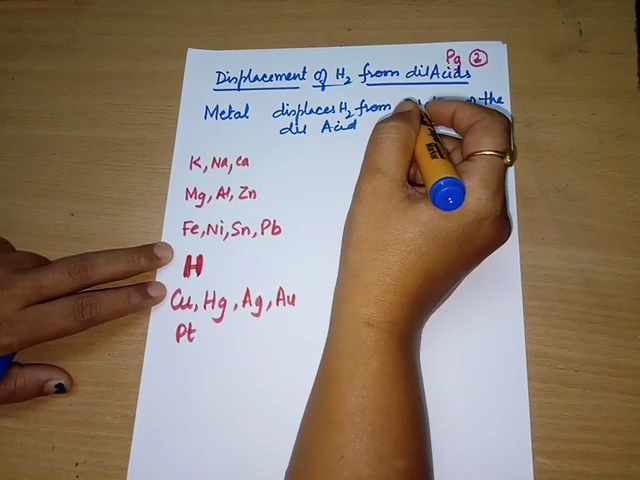 Pg 2
Displacement of H2 from dil Acids
Metal displaces H2 from the
dil Acid
K, Na, Ca
Mg, Al, Zn
Fe, Ni, Sn, Pb
H
Cu, Hg, Ag, Au
Pt